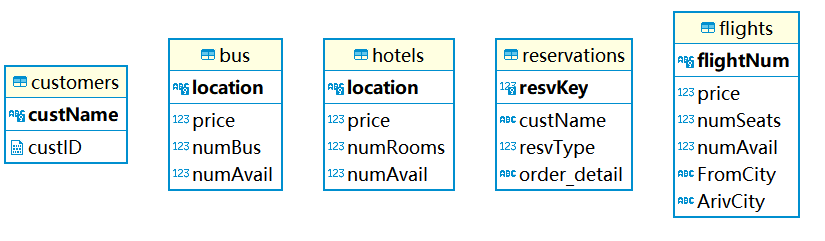 customers
custName
custID
bus
location
price
numBus
numAvail
hotels
location
price
numRooms
numAvail
reservations
resvKey
custName
resvType
order_detail
flights
flightNum
price
numSeats
numAvail
FromCity
ArivCity